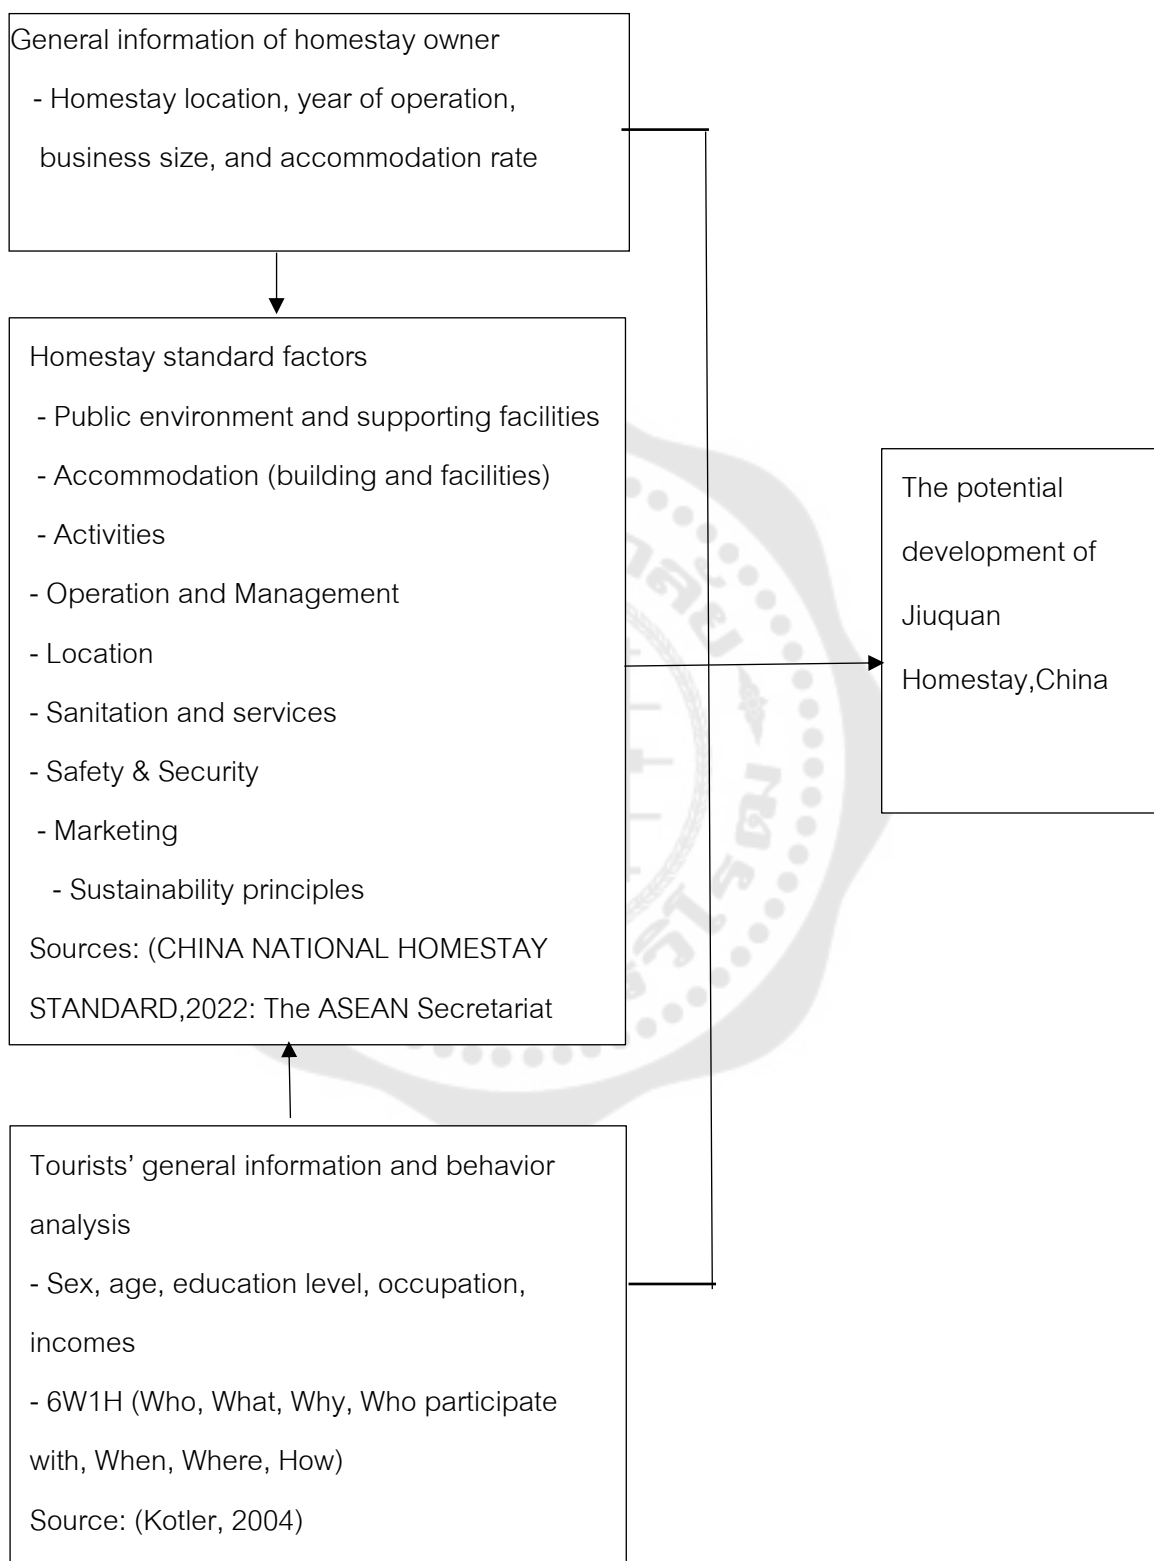 General information of homestay owner
- Homestay location, year of operation,
business size, and accommodation rate
Homestay standard factors
- Public environment and supporting facilities
- Accommodation (building and facilities)
- Activities
- Operation and Management
- Location
- Sanitation and services
- Safety & Security
- Marketing
- Sustainability principles
Sources: (CHINA NATIONAL HOMESTAY
STANDARD,2022: The ASEAN Secretariat
The potential
development of
Jiuquan
Homestay,China
Tourists’ general information and behavior
analysis
- Sex, age, education level, occupation,
incomes
- 6W1H (Who, What, Why, Who participate
with, When, Where, How)
Source: (Kotler, 2004)